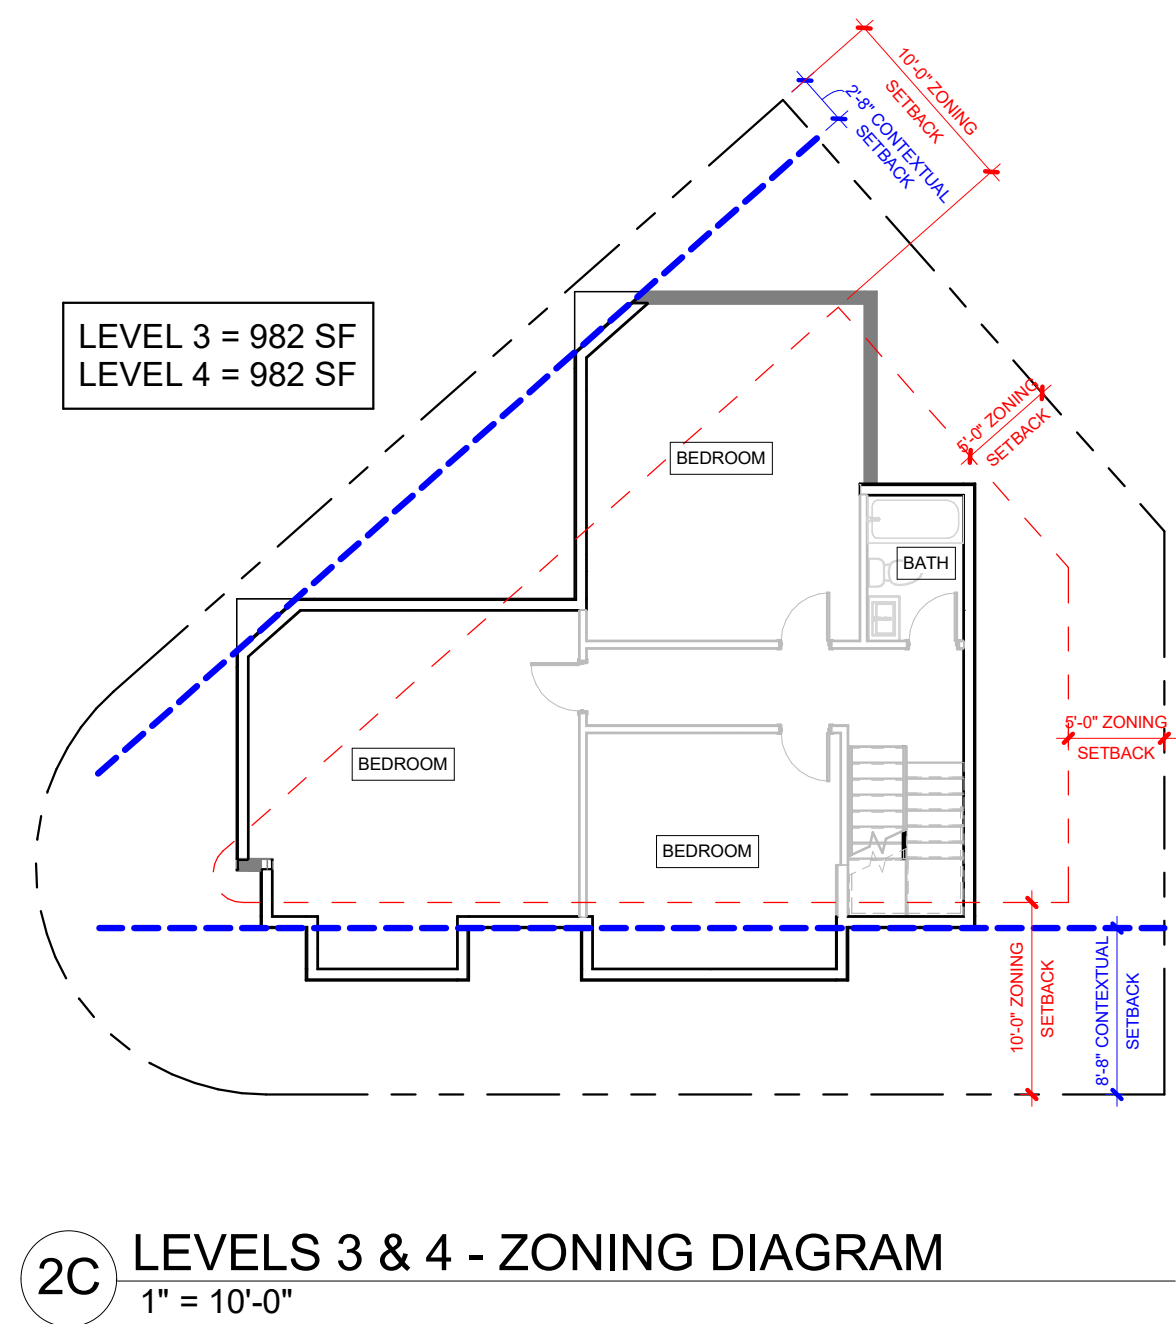 10'-0" ZONING
SETBACK
2'-8" CONTEXTUAL
SETBACK
LEVEL 3 = 982 SF
LEVEL 4 = 982 SF
5'-0" ZONING
SETBACK
BEDROOM
BATH
5'-0" ZONING
SETBACK
BEDROOM
BEDROOM
10'-0" ZONING
SETBACK
8'-8" CONTEXTUAL
SETBACK
2C
LEVELS 3 & 4 - ZONING DIAGRAM
1" = 10'-0"